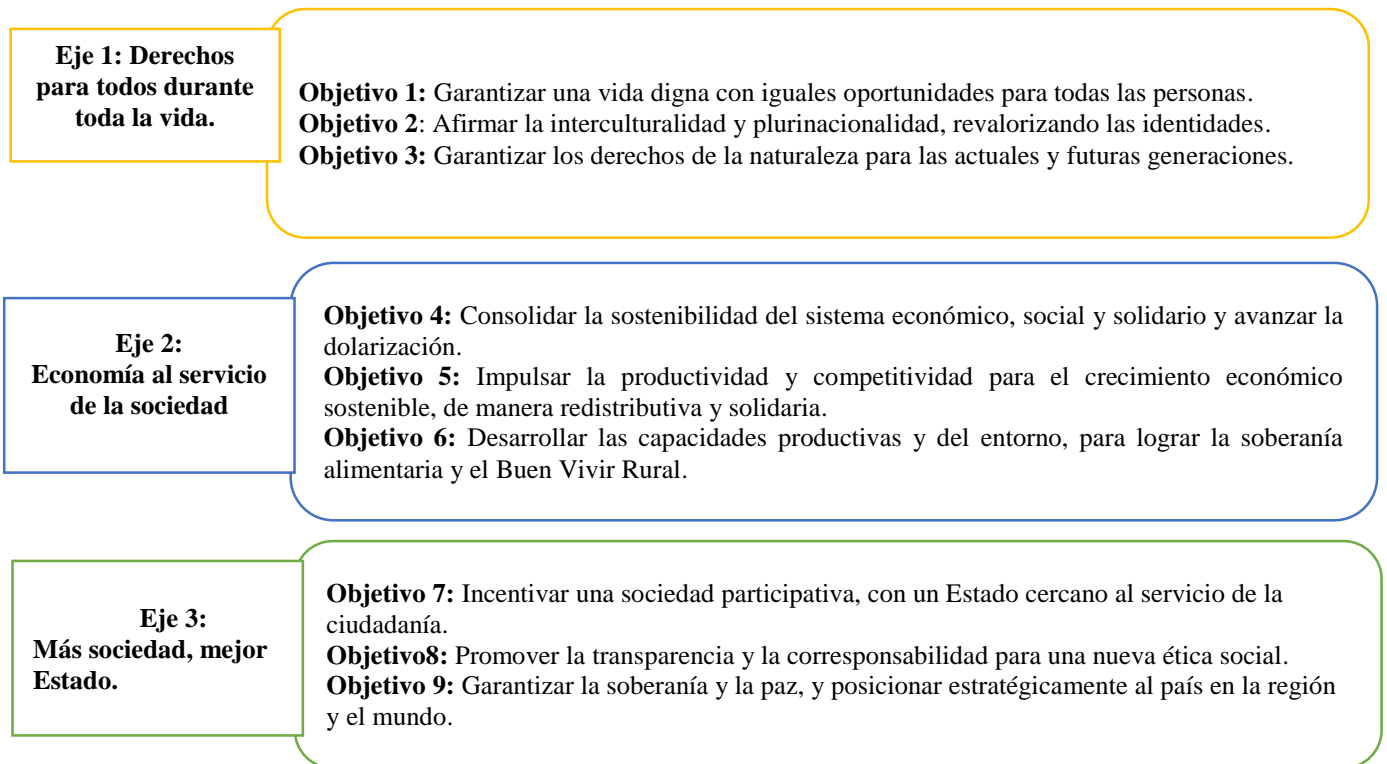 Eje 1: Derechos
para todos durante
toda la vida.
Objetivo 1: Garantizar una vida digna con iguales oportunidades para todas las personas.
Objetivo 2: Afirmar la interculturalidad y plurinacionalidad, revalorizando las identidades.
Objetivo 3: Garantizar los derechos de la naturaleza para las actuales y futuras generaciones.
Eje 2:
Economía al servicio
de la sociedad
Objetivo 4: Consolidar la sostenibilidad del sistema económico, social y solidario y avanzar la
dolarización.
Objetivo 5: Impulsar la productividad y competitividad para el crecimiento económico
sostenible, de manera redistributiva y solidaria.
Objetivo 6: Desarrollar las capacidades productivas y del entorno, para lograr la soberanía
alimentaria y el Buen Vivir Rural.
Eje 3:
Más sociedad, mejor
Estado.
Objetivo 7: Incentivar una sociedad participativa, con un Estado cercano al servicio de la
ciudadanía.
Objetivo8: Promover la transparencia y la corresponsabilidad para una nueva ética social.
Objetivo 9: Garantizar la soberanía y la paz, y posicionar estratégicamente al país en la región
y el mundo.